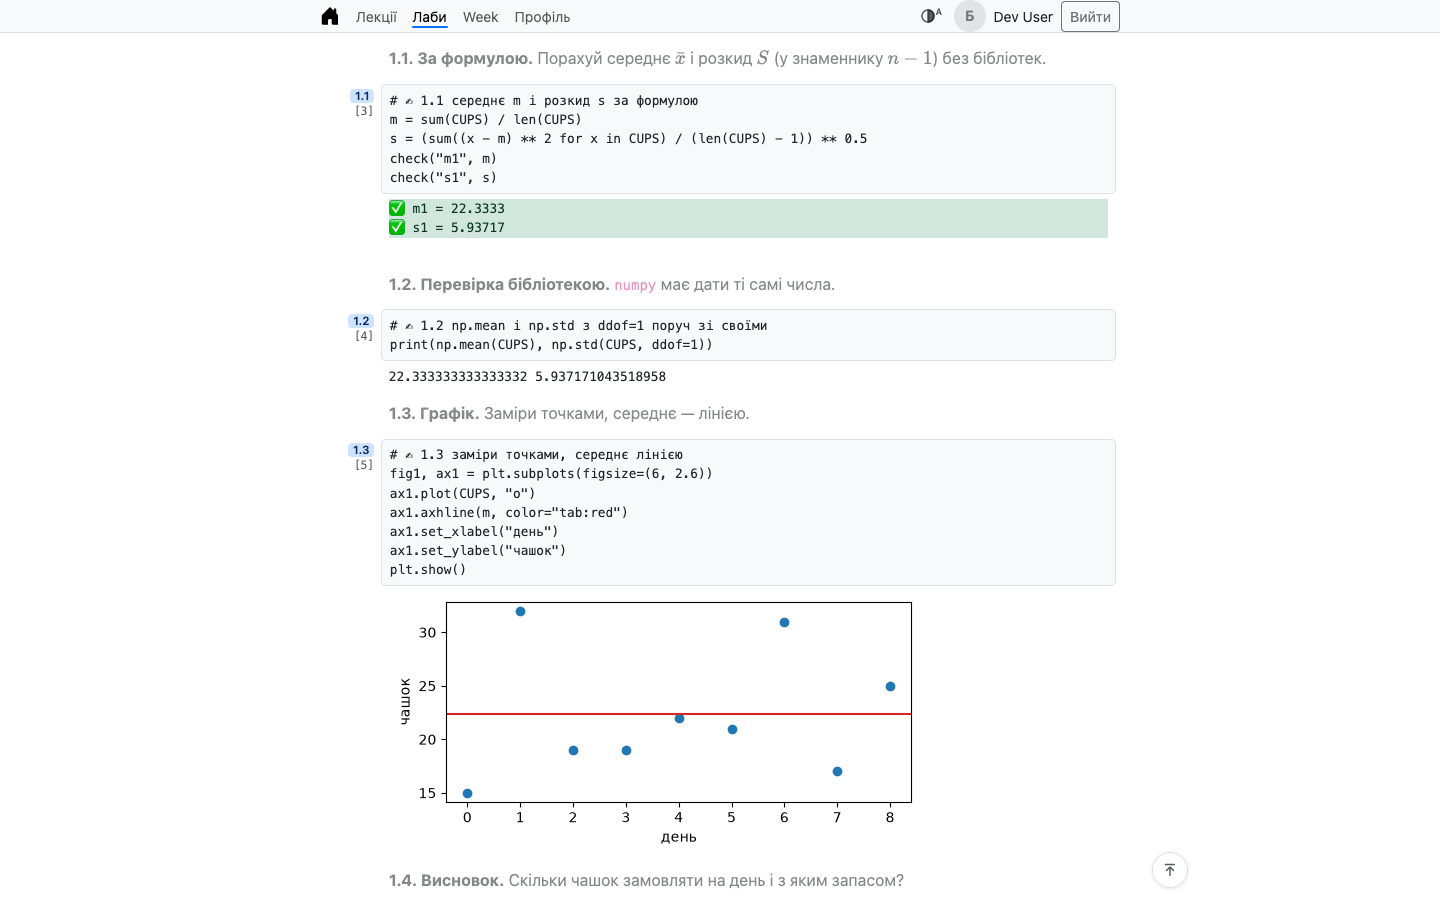 Лекції Лаби Week Профіль A Б Dev User Выйти
1.1. За формулою. Порахуй середнє x̄ і розкид S (у знаменнику n − 1) без бібліотек.
1.1
[3]
# ✍ 1.1 середнє m і розкид s за формулою
m = sum(CUPS) / len(CUPS)
s = (sum((x - m) ** 2 for x in CUPS) / (len(CUPS) - 1)) ** 0.5
check("m1", m)
check("s1", s)
✅ m1 = 22.3333
✅ s1 = 5.93717
1.2. Перевірка бібліотекою. numpy має дати ті самі числа.
1.2
[4]
# ✍ 1.2 np.mean і np.std з ddof=1 поруч зі своїми
print(np.mean(CUPS), np.std(CUPS, ddof=1))
22.333333333333332 5.937171043518958
1.3. Графік. Заміри точками, середнє — лінією.
1.3
[5]
# ✍ 1.3 заміри точками, середнє лінією
fig1, ax1 = plt.subplots(figsize=(6, 2.6))
ax1.plot(CUPS, "o")
ax1.axhline(m, color="tab:red")
ax1.set_xlabel("день")
ax1.set_ylabel("чашок")
plt.show()
30
25
20
15
чашок
0 1 2 3 4 5 6 7 8
день
1.4. Висновок. Скільки чашок замовляти на день і з яким запасом?